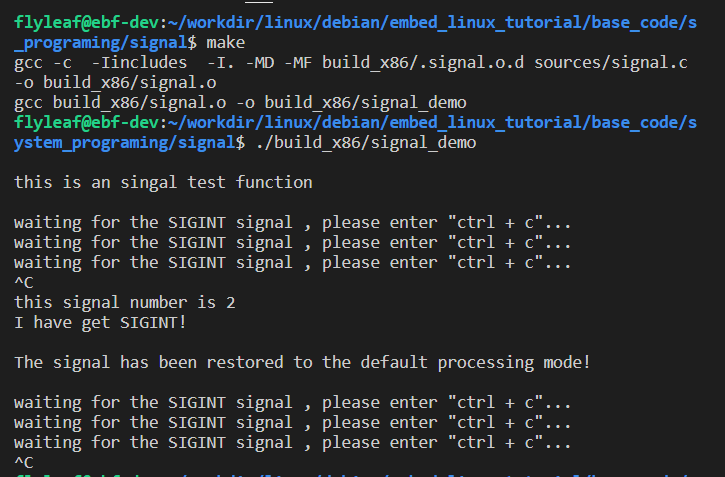 flyleaf@ebf-dev:~/workdir/linux/debian/embed_linux_tutorial/base_code/s
_programing/signal$ make
gcc -c  -Iincludes  -I. -MD -MF build_x86/.signal.o.d sources/signal.c
-o build_x86/signal.o
gcc build_x86/signal.o -o build_x86/signal_demo
flyleaf@ebf-dev:~/workdir/linux/debian/embed_linux_tutorial/base_code/s
ystem_programing/signal$ ./build_x86/signal_demo
this is an singal test function
waiting for the SIGINT signal , please enter "ctrl + c"...
waiting for the SIGINT signal , please enter "ctrl + c"...
waiting for the SIGINT signal , please enter "ctrl + c"...
^C
this signal number is 2
I have get SIGINT!
The signal has been restored to the default processing mode!
waiting for the SIGINT signal , please enter "ctrl + c"...
waiting for the SIGINT signal , please enter "ctrl + c"...
waiting for the SIGINT signal , please enter "ctrl + c"...
^C